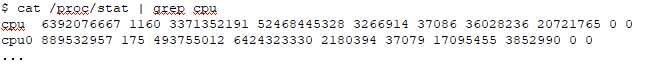 $ cat /proc/stat | grep cpu
cpu  6392076667 1160 3371352191 52468445328 3266914 37086 36028236 20721765 0 0
cpu0 889532957 175 493755012 6424323330 2180394 37079 17095455 3852990 0 0
...